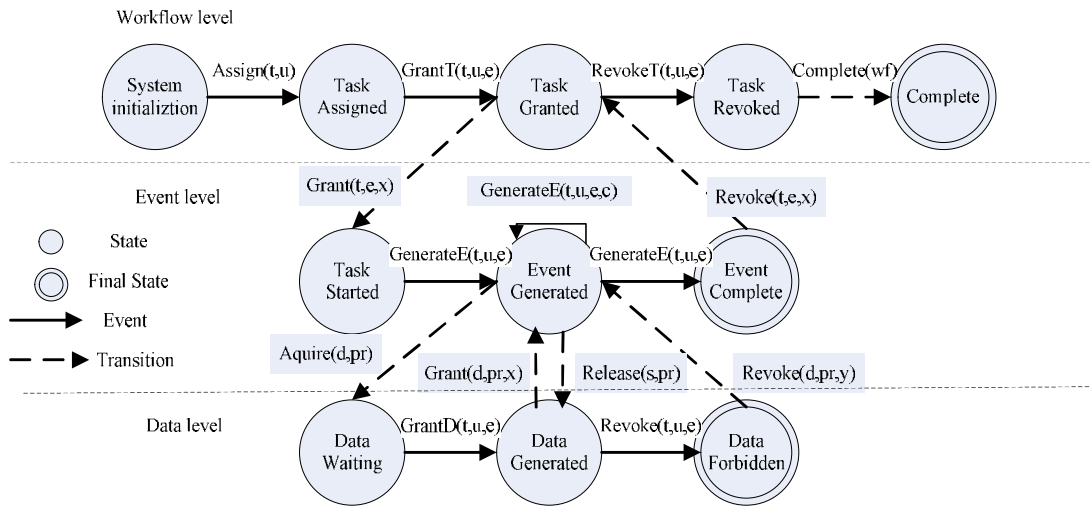 Workflow level
Assign(t,u)
GrantT(t,u,e)
RevokeT(t,u,e)
Complete(wf)
System
initializtion
Task
Assigned
Task
Granted
Task
Revoked
Complete
Event level
Grant(t,e,x)
GenerateE(t,u,e,c)
Revoke(t,e,x)
State
Final State
Event
Transition
Task
Started
GenerateE(t,u,e)
Event
Generated
GenerateE(t,u,e)
Event
Complete
Aquire(d,pr)
Grant(d,pr,x)
Release(s,pr)
Revoke(d,pr,y)
Data level
Data
Waiting
GrantD(t,u,e)
Data
Generated
Revoke(t,u,e)
Data
Forbidden